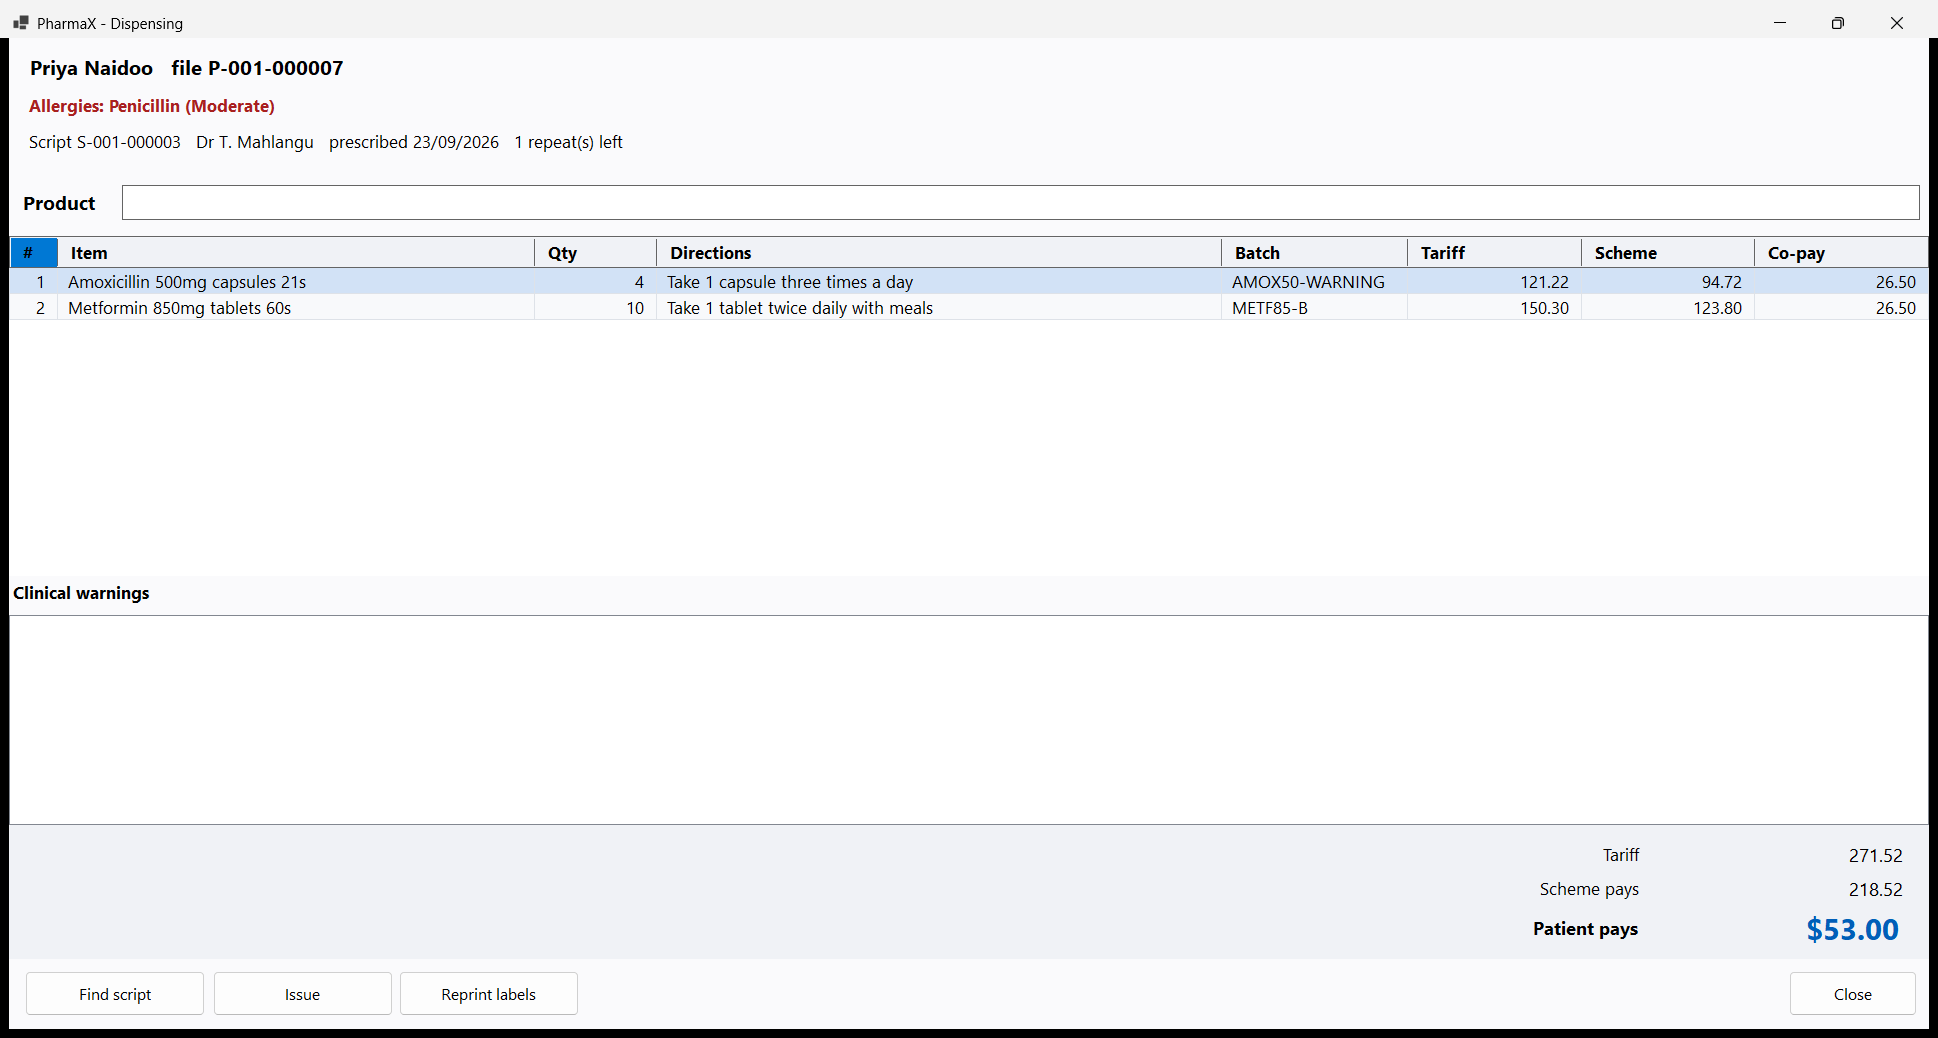 PharmaX - Dispensing
Priya Naidoo file P-001-000007
Allergies: Penicillin (Moderate)
Script S-001-000003 Dr T. Mahlangu prescribed 23/09/2026 1 repeat(s) left
Product
# Item Qty Directions Batch Tariff Scheme Co-pay
1 Amoxicillin 500mg capsules 21s 4 Take 1 capsule three times a day AMOX50-WARNING 121.22 94.72 26.50
2 Metformin 850mg tablets 60s 10 Take 1 tablet twice daily with meals METF85-B 150.30 123.80 26.50
Clinical warnings
Tariff 271.52
Scheme pays 218.52
Patient pays $53.00
Find script Issue Reprint labels Close